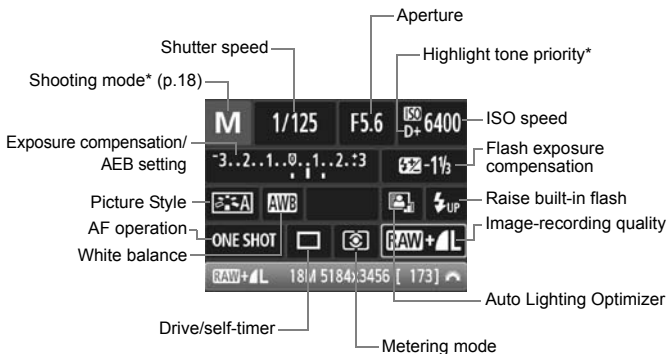 Aperture
Shutter speed
Highlight tone priority*
Shooting mode* (p.18)
M 1/125 F5.6 ISO D+ 6400
ISO speed
Exposure compensation/
AEB setting
-3..2..1..0..1..2.+3
-1⅓
Flash exposure
compensation
Picture Style
A AWB
UP
Raise built-in flash
AF operation
ONE SHOT
RAW+L
Image-recording quality
White balance
RAW+L 18M 5184x3456 [ 173]
Auto Lighting Optimizer
Drive/self-timer
Metering mode